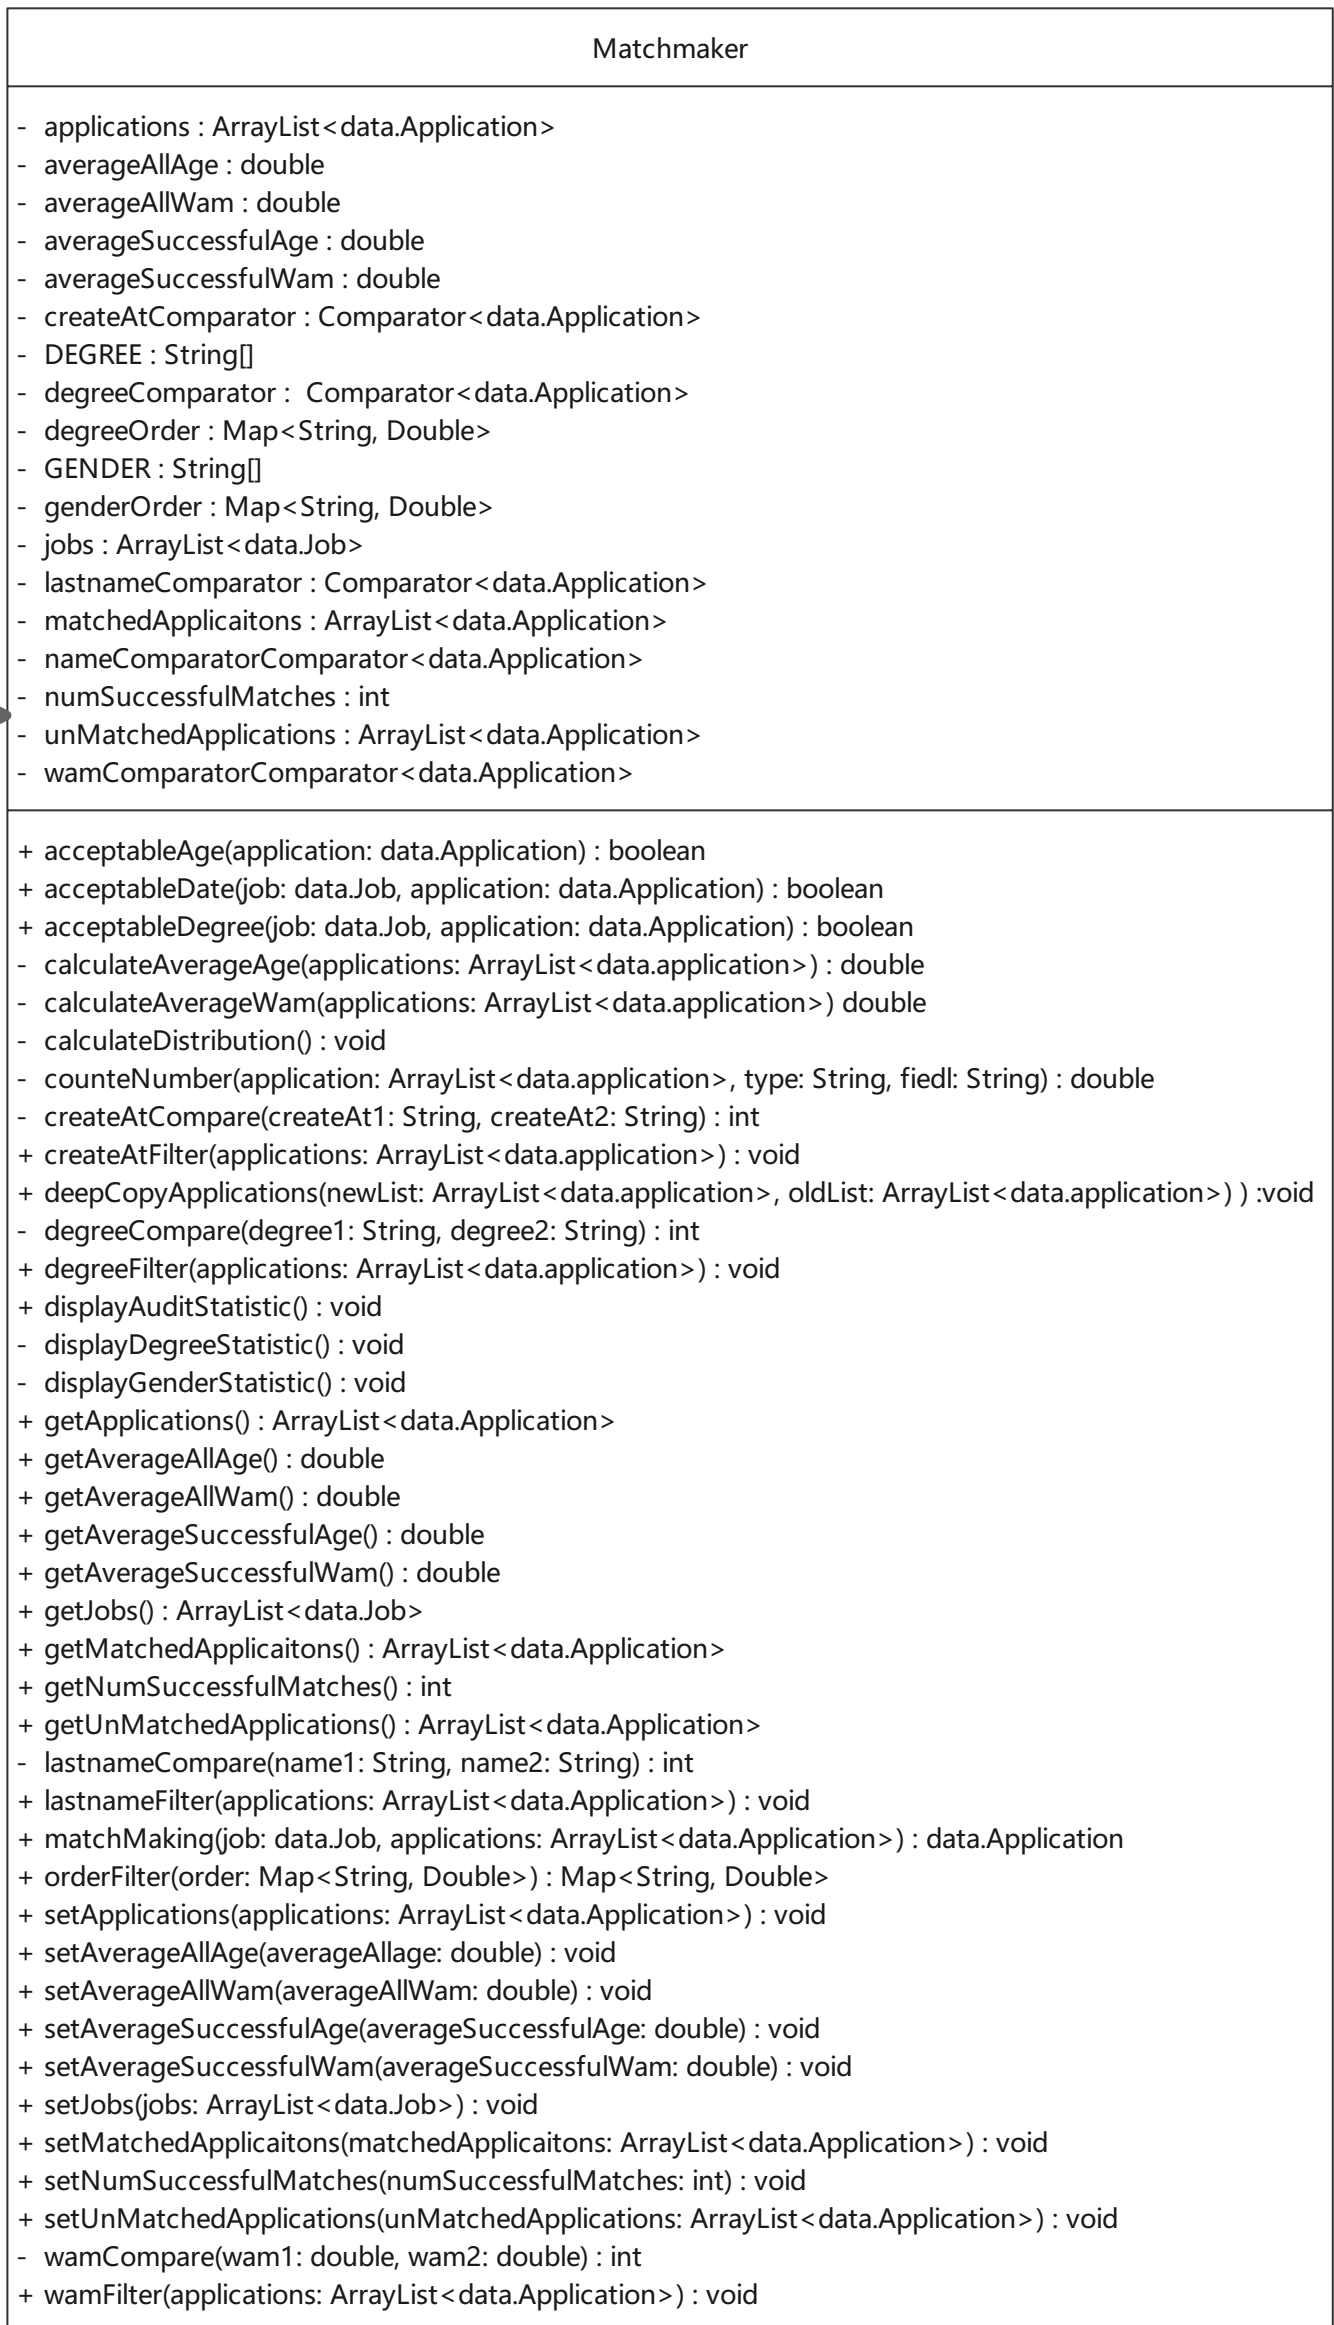 Matchmaker
- applications : ArrayList<data.Application>
- averageAllAge : double
- averageAllWam : double
- averageSuccessfulAge : double
- averageSuccessfulWam : double
- createAtComparator : Comparator<data.Application>
- DEGREE : String[]
- degreeComparator :  Comparator<data.Application>
- degreeOrder : Map<String, Double>
- GENDER : String[]
- genderOrder : Map<String, Double>
- jobs : ArrayList<data.Job>
- lastnameComparator : Comparator<data.Application>
- matchedApplicaitons : ArrayList<data.Application>
- nameComparatorComparator<data.Application>
- numSuccessfulMatches : int
- unMatchedApplications : ArrayList<data.Application>
- wamComparatorComparator<data.Application>
+ acceptableAge(application: data.Application) : boolean
+ acceptableDate(job: data.Job, application: data.Application) : boolean
+ acceptableDegree(job: data.Job, application: data.Application) : boolean
- calculateAverageAge(applications: ArrayList<data.application>) : double
- calculateAverageWam(applications: ArrayList<data.application>) double
- calculateDistribution() : void
- counteNumber(application: ArrayList<data.application>, type: String, fiedl: String) : double
- createAtCompare(createAt1: String, createAt2: String) : int
+ createAtFilter(applications: ArrayList<data.application>) : void
+ deepCopyApplications(newList: ArrayList<data.application>, oldList: ArrayList<data.application>) ) :void
- degreeCompare(degree1: String, degree2: String) : int
+ degreeFilter(applications: ArrayList<data.application>) : void
+ displayAuditStatistic() : void
- displayDegreeStatistic() : void
- displayGenderStatistic() : void
+ getApplications() : ArrayList<data.Application>
+ getAverageAllAge() : double
+ getAverageAllWam() : double
+ getAverageSuccessfulAge() : double
+ getAverageSuccessfulWam() : double
+ getJobs() : ArrayList<data.Job>
+ getMatchedApplicaitons() : ArrayList<data.Application>
+ getNumSuccessfulMatches() : int
+ getUnMatchedApplications() : ArrayList<data.Application>
- lastnameCompare(name1: String, name2: String) : int
+ lastnameFilter(applications: ArrayList<data.Application>) : void
+ matchMaking(job: data.Job, applications: ArrayList<data.Application>) : data.Application
+ orderFilter(order: Map<String, Double>) : Map<String, Double>
+ setApplications(applications: ArrayList<data.Application>) : void
+ setAverageAllAge(averageAllage: double) : void
+ setAverageAllWam(averageAllWam: double) : void
+ setAverageSuccessfulAge(averageSuccessfulAge: double) : void
+ setAverageSuccessfulWam(averageSuccessfulWam: double) : void
+ setJobs(jobs: ArrayList<data.Job>) : void
+ setMatchedApplicaitons(matchedApplicaitons: ArrayList<data.Application>) : void
+ setNumSuccessfulMatches(numSuccessfulMatches: int) : void
+ setUnMatchedApplications(unMatchedApplications: ArrayList<data.Application>) : void
- wamCompare(wam1: double, wam2: double) : int
+ wamFilter(applications: ArrayList<data.Application>) : void